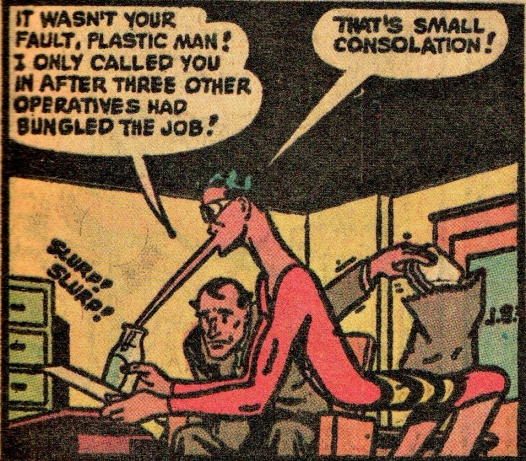 IT WASN'T YOUR
FAULT, PLASTIC MAN!
I ONLY CALLED YOU
IN AFTER THREE OTHER
OPERATIVES HAD
BUNGLED THE JOB!
THAT'S SMALL
CONSOLATION!
SLURP!
SLURP!
J.S.